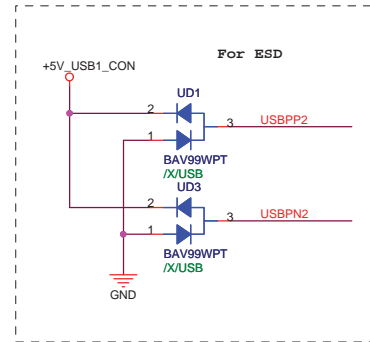 For ESD
+5V_USB1_CON
UD1
2
3
USBPP2
1
BAV99WPT
/X/USB
UD3
2
3
USBPN2
1
BAV99WPT
/X/USB
GND